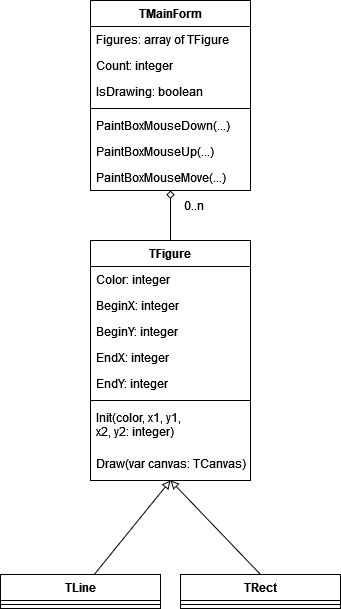 TMainForm
Figures: array of TFigure
Count: integer
IsDrawing: boolean
PaintBoxMouseDown(...)
PaintBoxMouseUp(...)
PaintBoxMouseMove(...)
0..n
TFigure
Color: integer
BeginX: integer
BeginY: integer
EndX: integer
EndY: integer
Init(color, x1, y1,
x2, y2: integer)
Draw(var canvas: TCanvas)
TLine
TRect